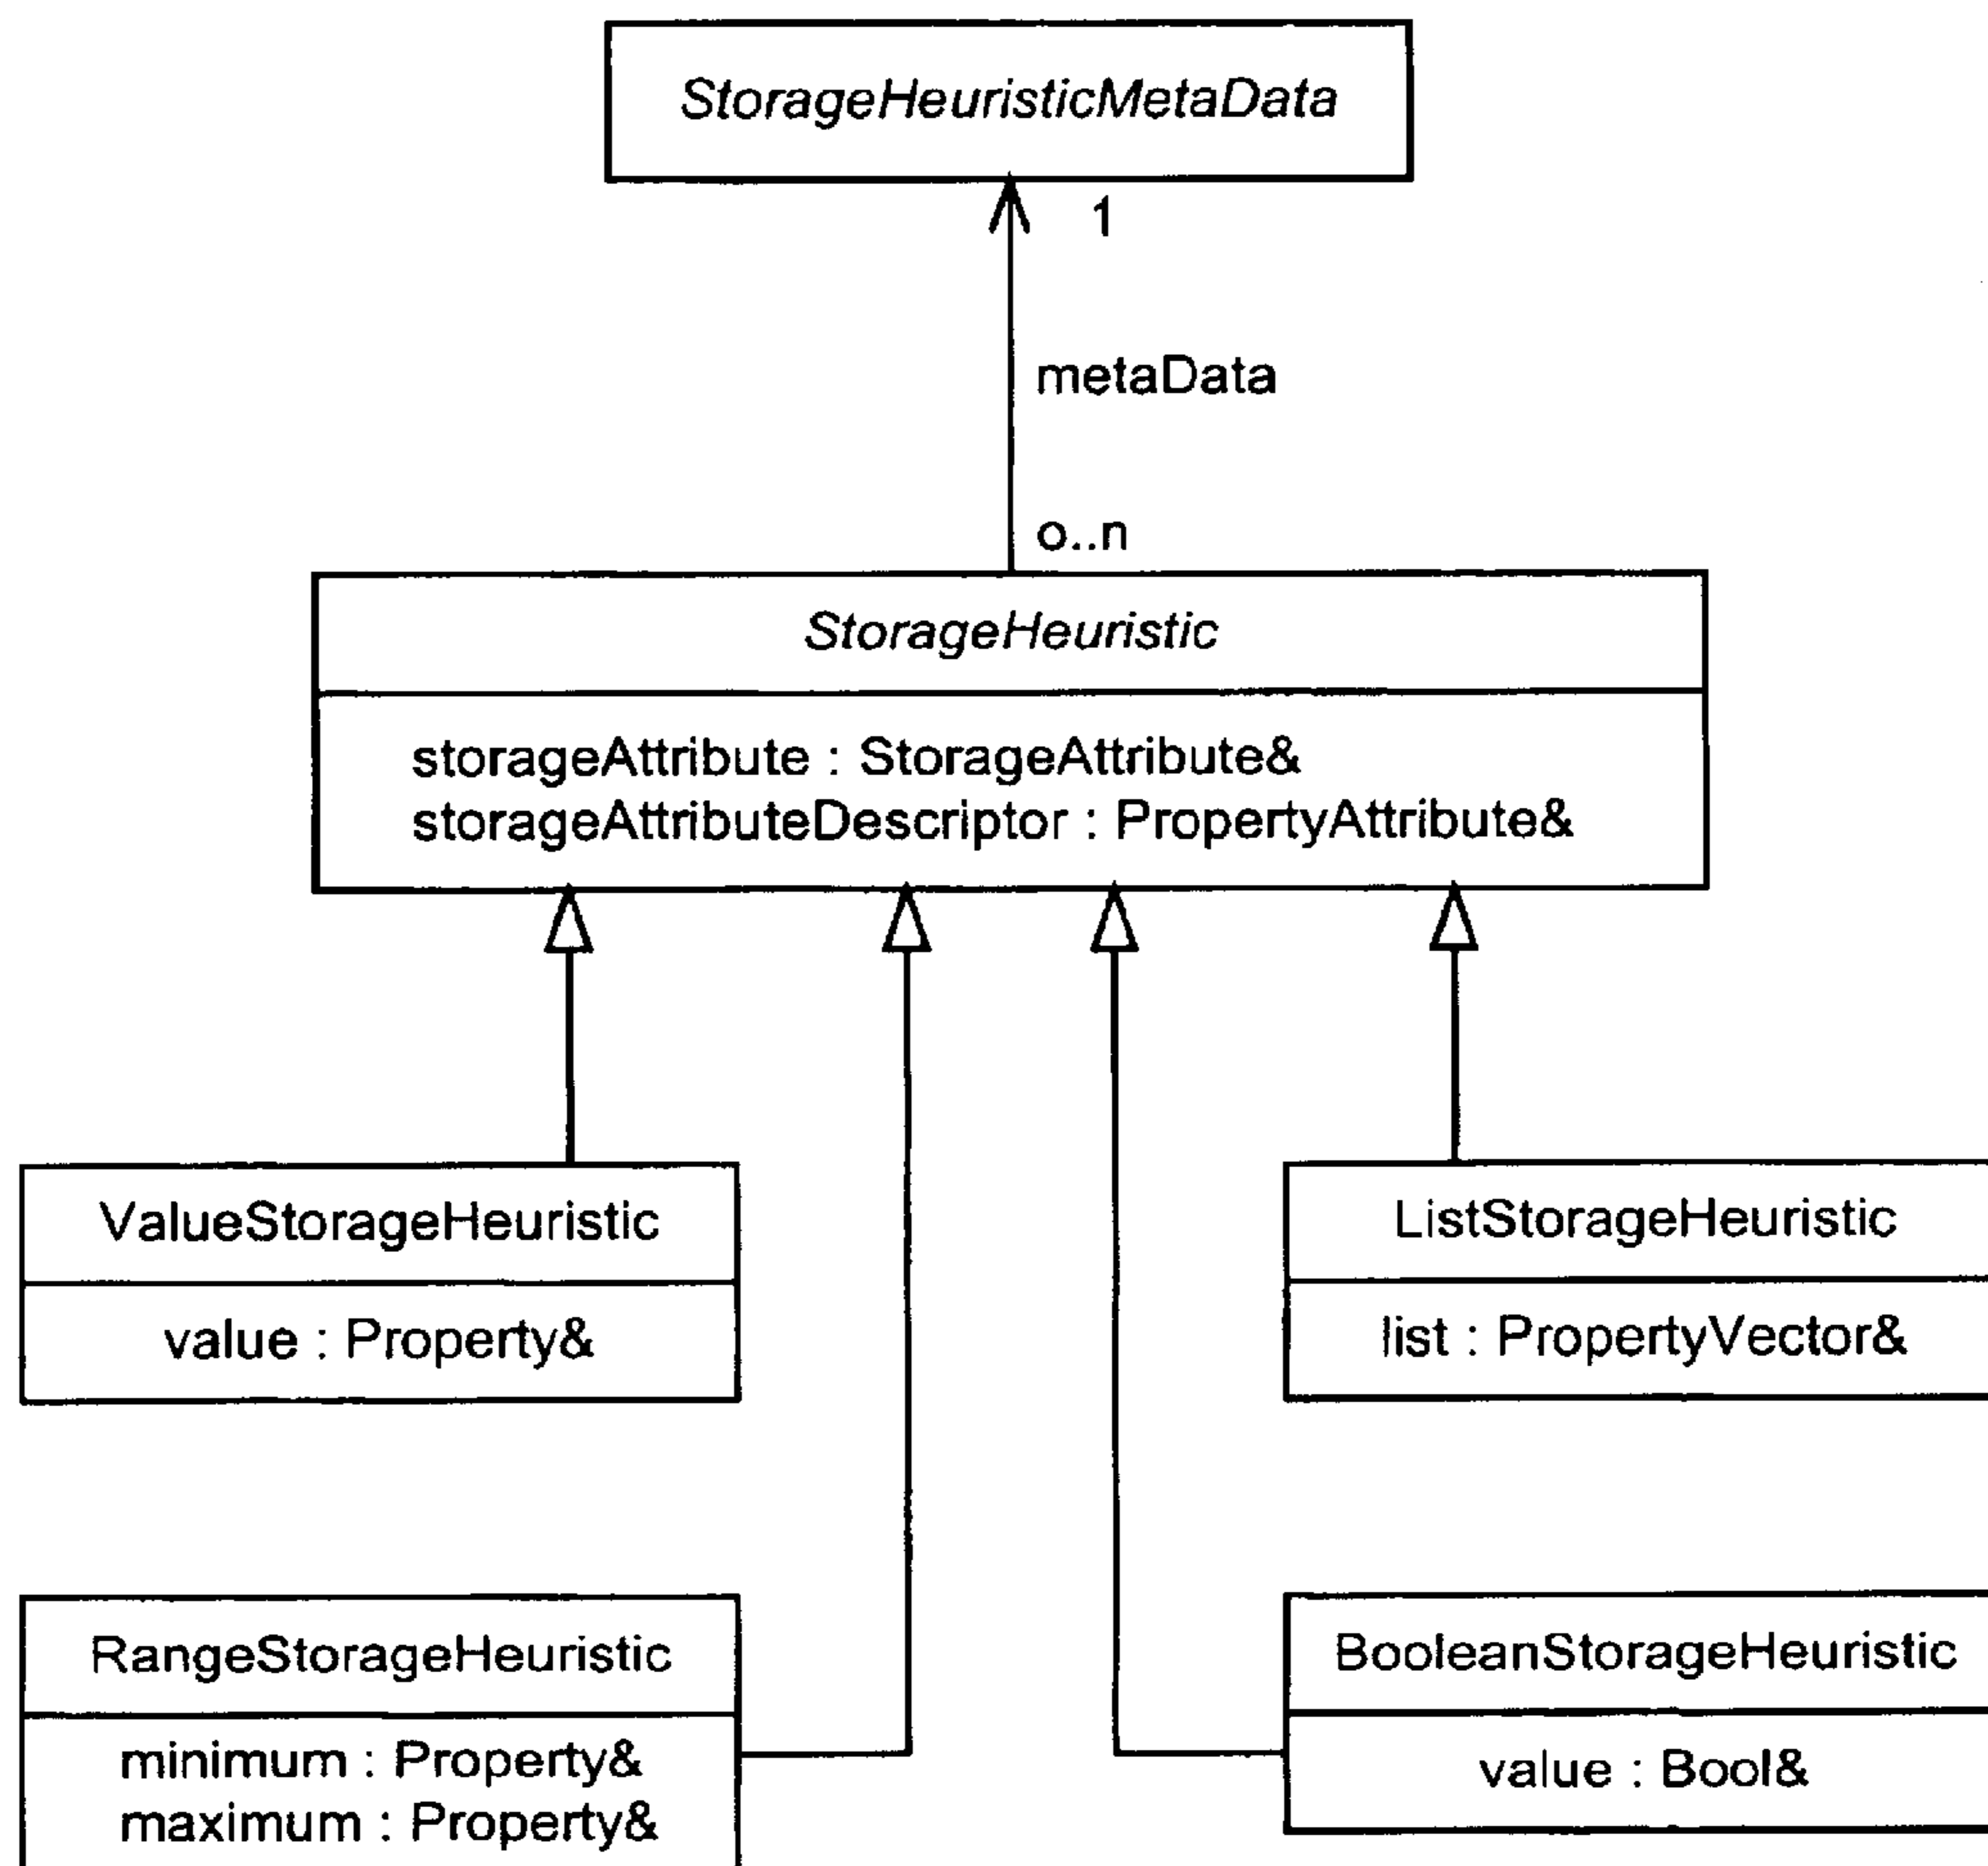 StorageHeuristicMetaData
1
metaData
o..n
StorageHeuristic
storageAttribute : StorageAttribute&
storageAttributeDescriptor : PropertyAttribute&
ValueStorageHeuristic
value : Property&
ListStorageHeuristic
list : PropertyVector&
RangeStorageHeuristic
minimum : Property&
maximum : Property&
BooleanStorageHeuristic
value : Bool&